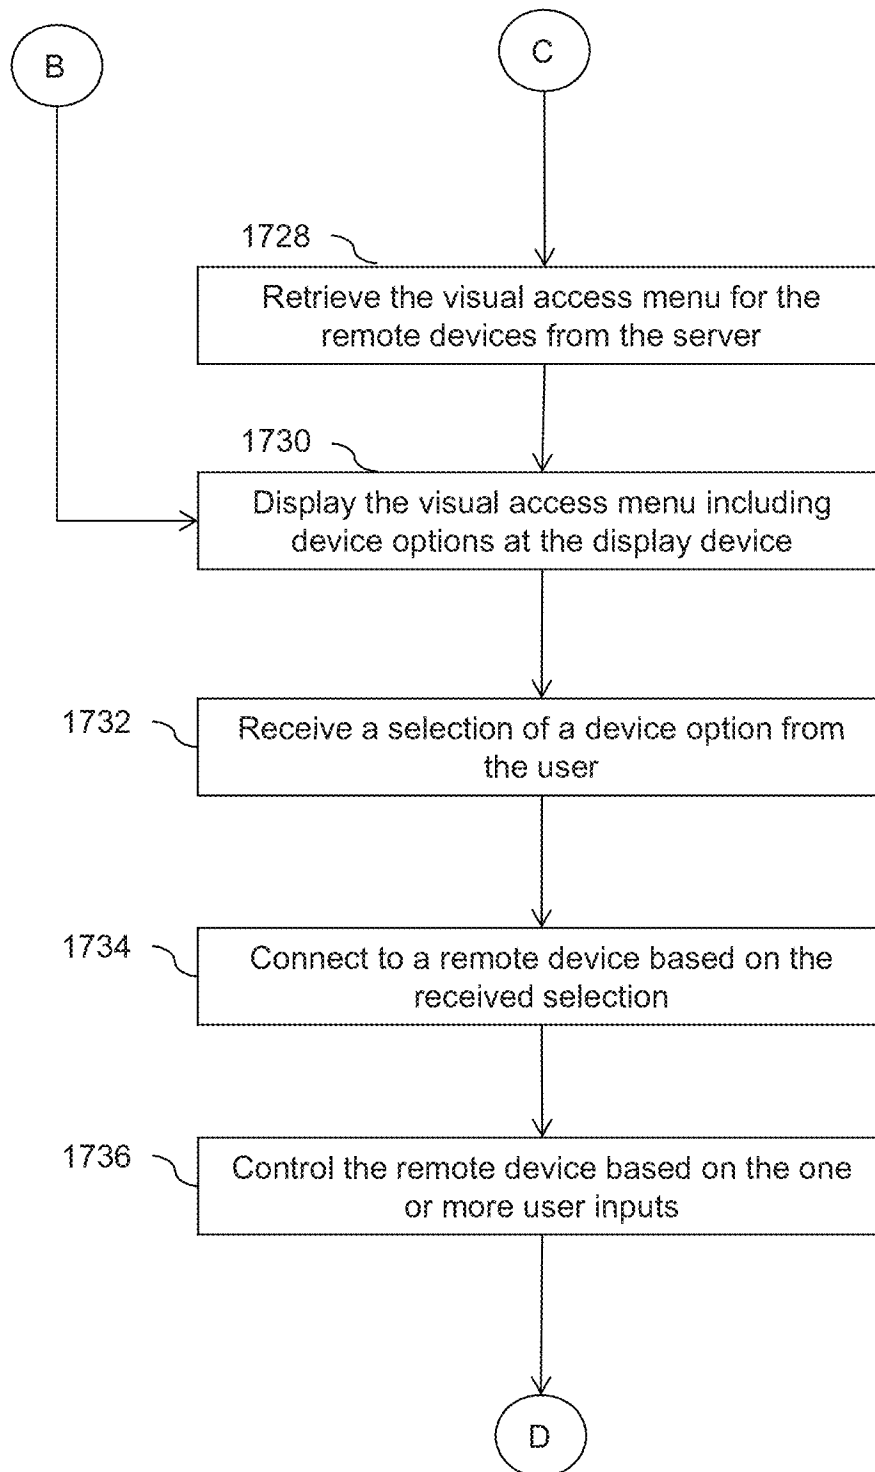 B
C
1728
Retrieve the visual access menu for the
remote devices from the server
1730
Display the visual access menu including
device options at the display device
1732
Receive a selection of a device option from
the user
1734
Connect to a remote device based on the
received selection
1736
Control the remote device based on the one
or more user inputs
D